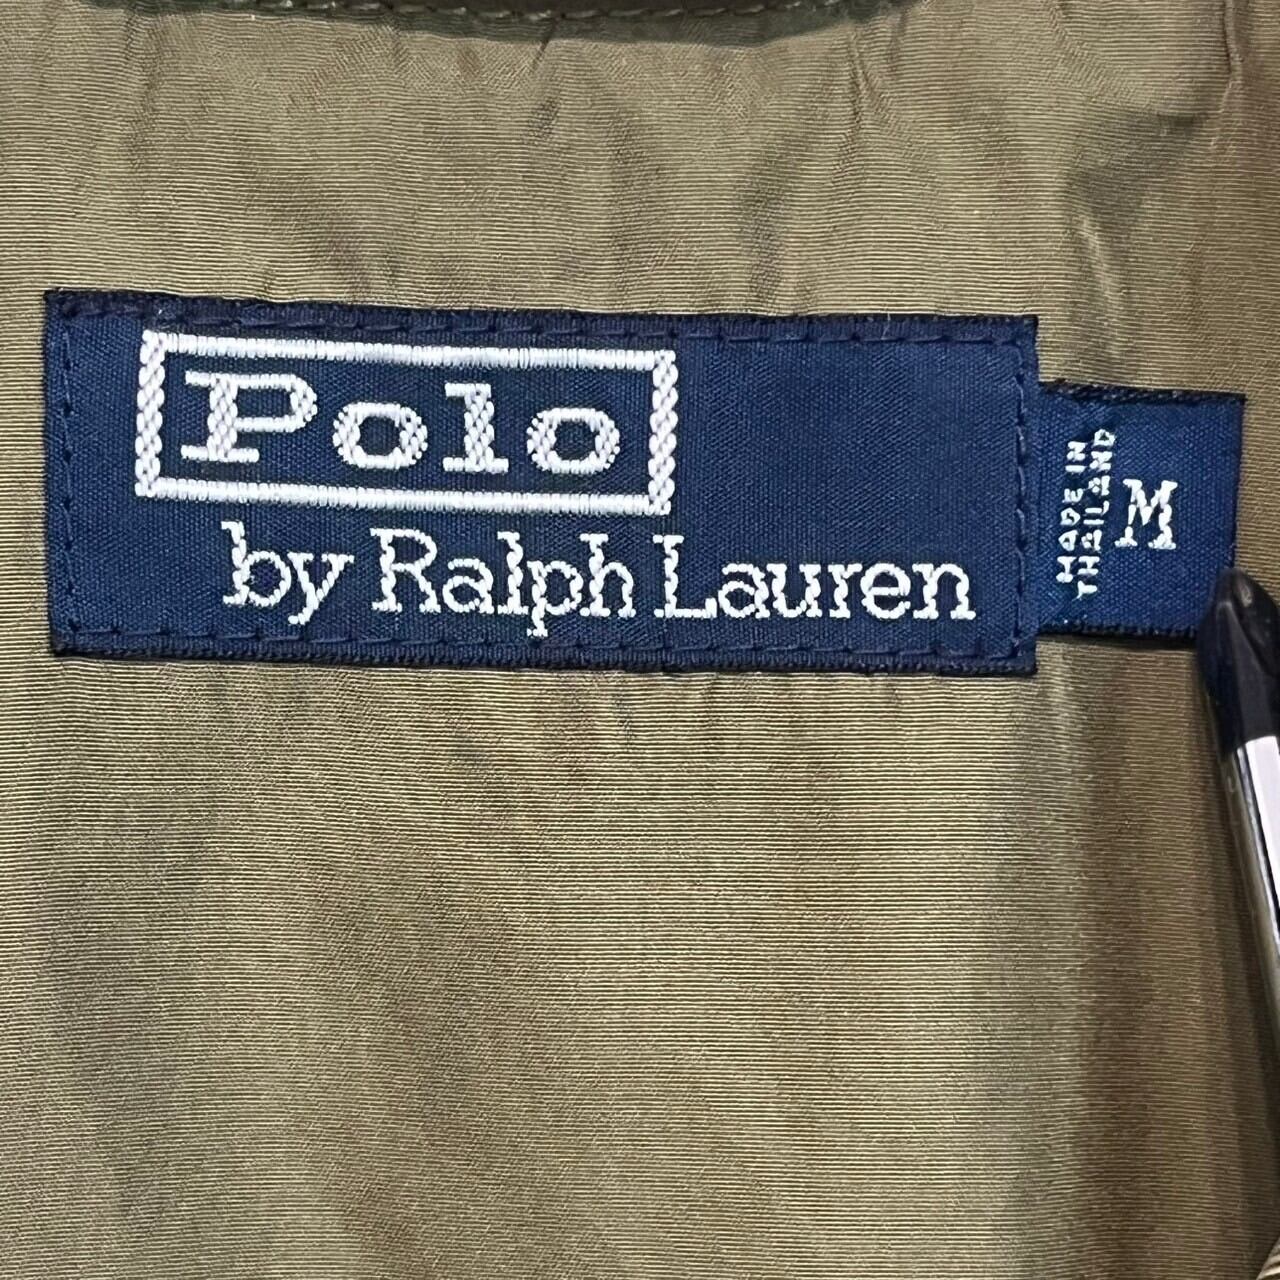 Polo
by Ralph Lauren
MADE IN
THAILAND
M